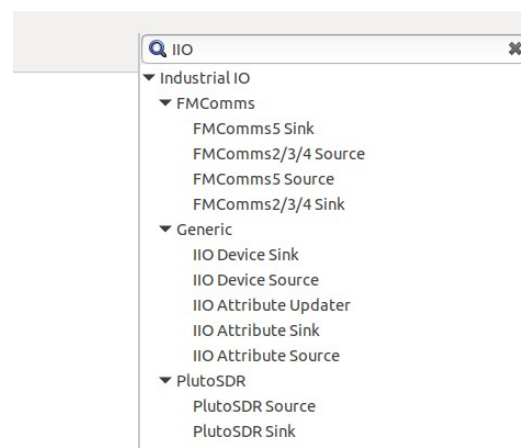 IIO
Industrial IO
FMComms
FMComms5 Sink
FMComms2/3/4 Source
FMComms5 Source
FMComms2/3/4 Sink
Generic
IIO Device Sink
IIO Device Source
IIO Attribute Updater
IIO Attribute Sink
IIO Attribute Source
PlutoSDR
PlutoSDR Source
PlutoSDR Sink